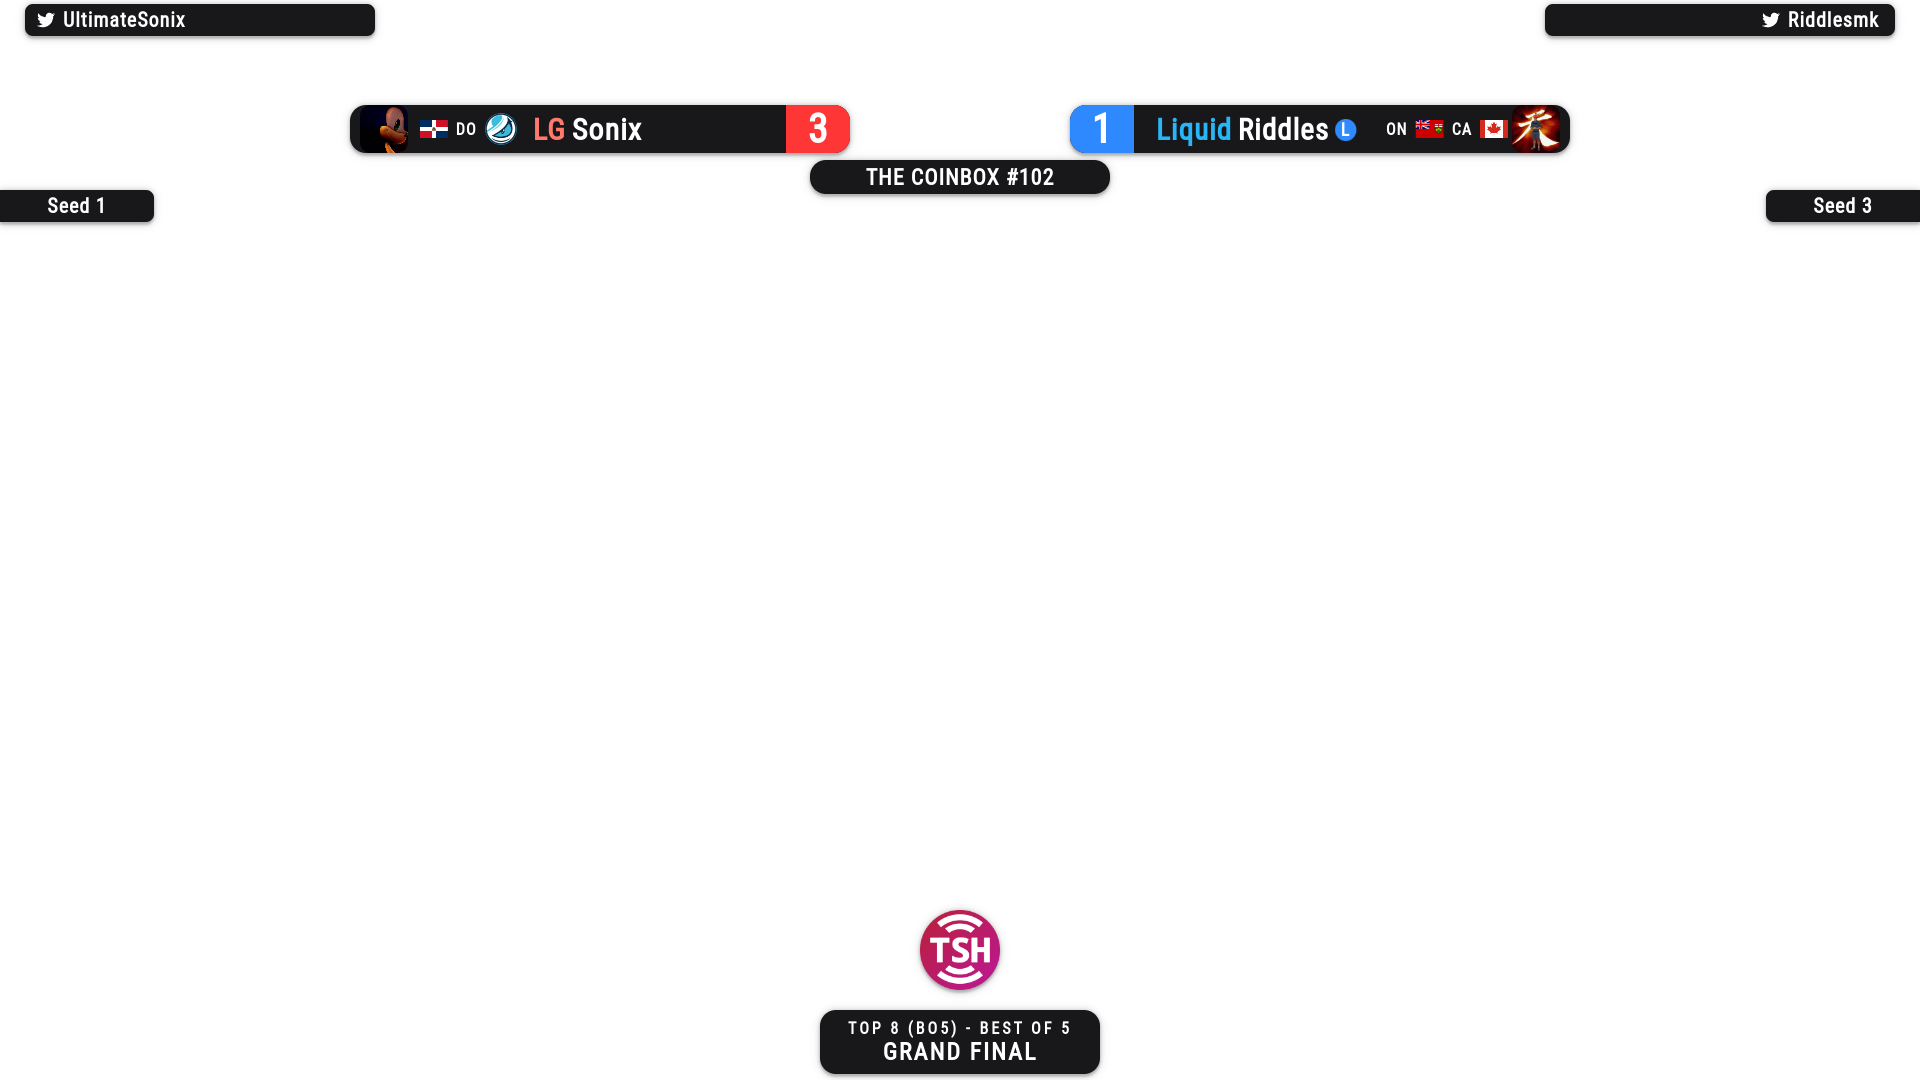 UltimateSonix
Riddlesmk
DO LG Sonix 3
1 Liquid Riddles L ON CA
THE COINBOX #102
Seed 1
Seed 3
TSH
TOP 8 (BO5) - BEST OF 5
GRAND FINAL